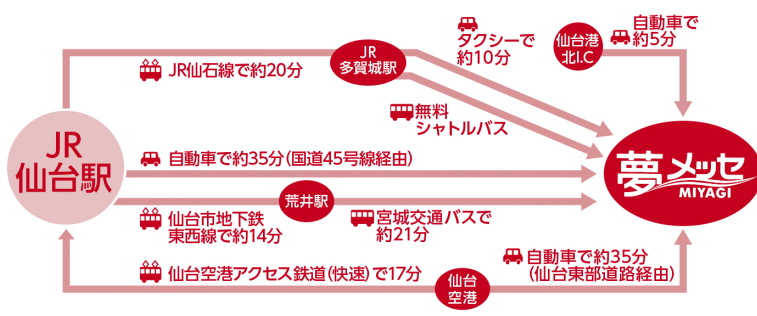 JR
仙台駅
JR仙石線で約20分
JR
多賀城駅
タクシーで
約10分
無料
シャトルバス
仙台港
北I.C
自動車で
約5分
自動車で約35分(国道45号線経由)
仙台市地下鉄
東西線で約14分
荒井駅
宮城交通バスで
約21分
仙台空港アクセス鉄道(快速)で17分
仙台
空港
自動車で約35分
(仙台東部道路経由)
夢メッセ
MIYAGI